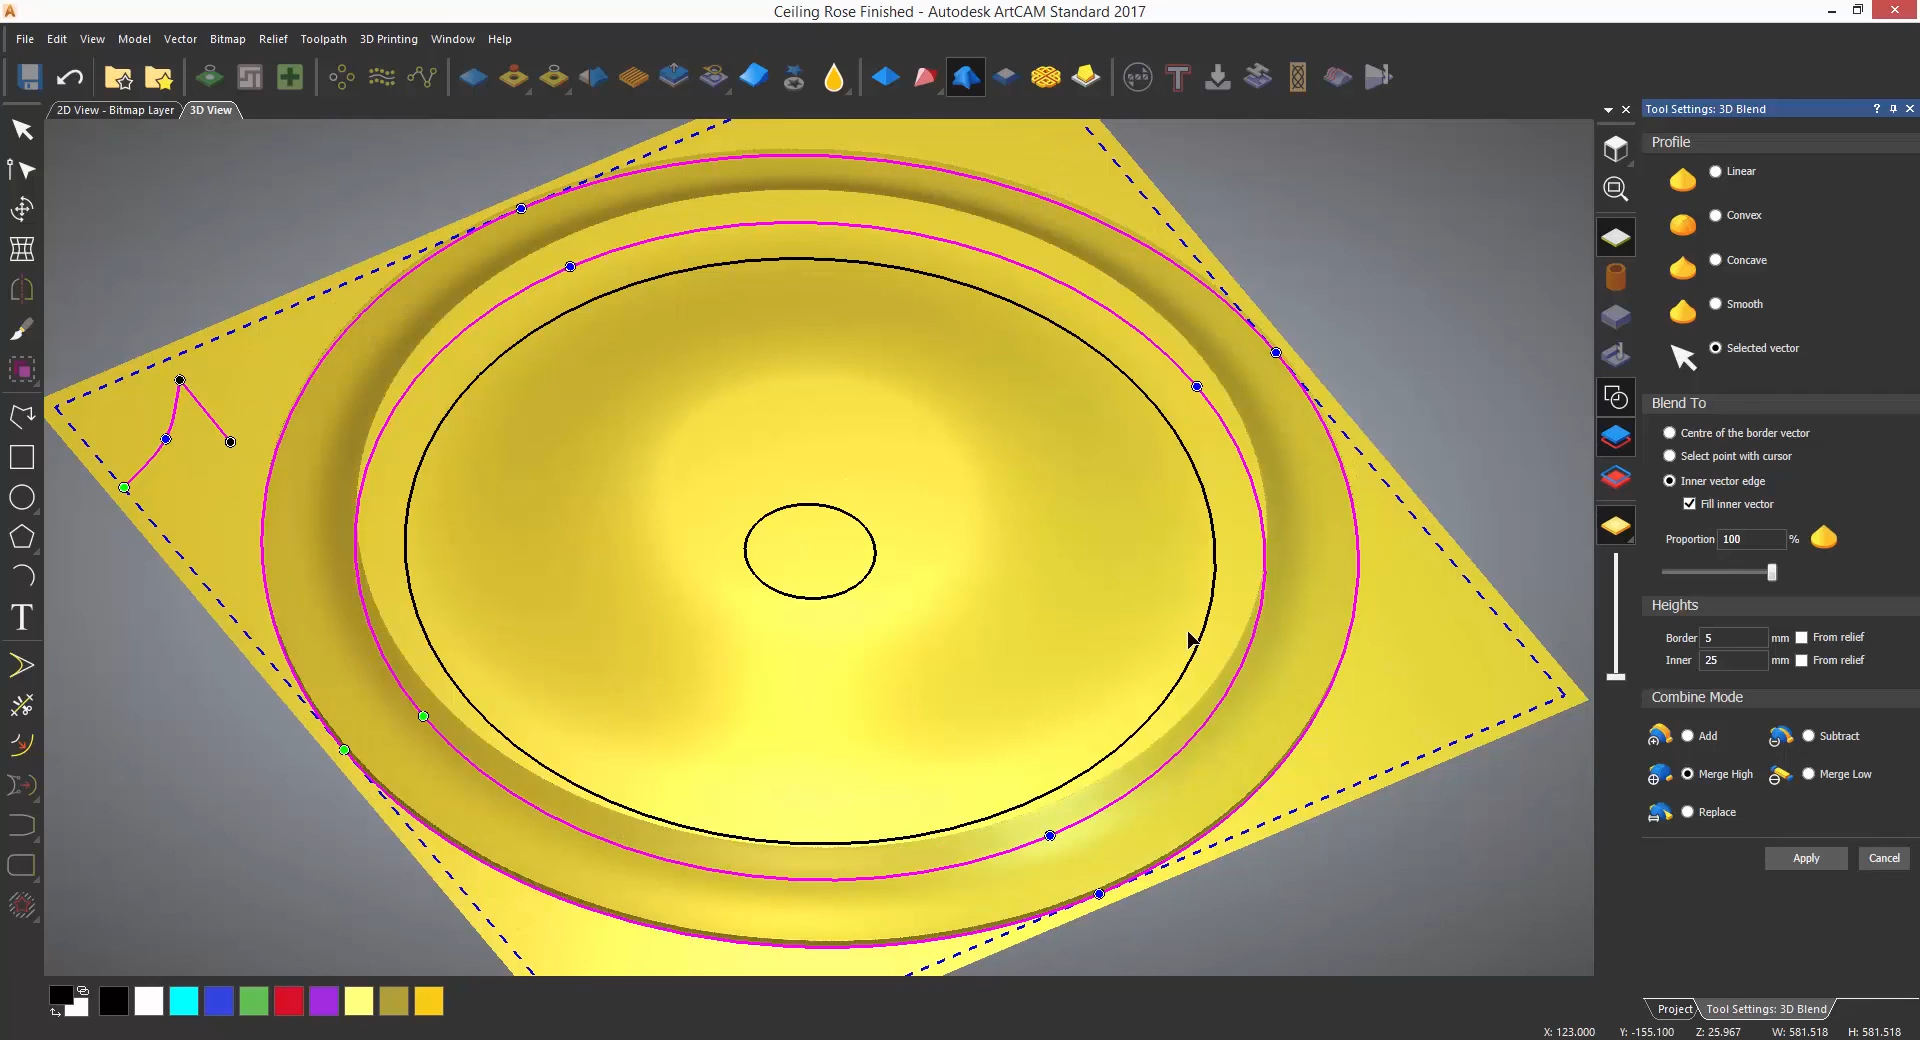 Ceiling Rose Finished - Autodesk ArtCAM Standard 2017
File Edit View Model Vector Bitmap Relief Toolpath 3D Printing Window Help
2D View - Bitmap Layer 3D View
Tool Settings: 3D Blend
Profile
Linear
Convex
Concave
Smooth
Selected vector
Blend To
Centre of the border vector
Select point with cursor
Inner vector edge
Fill inner vector
Proportion 100 %
Heights
Border 5 mm From relief
Inner 25 mm From relief
Combine Mode
Add Subtract
Merge High Merge Low
Replace
Apply Cancel
Project Tool Settings: 3D Blend
X: 123.000 Y: -155.100 Z: 25.967 W: 581.518 H: 581.518